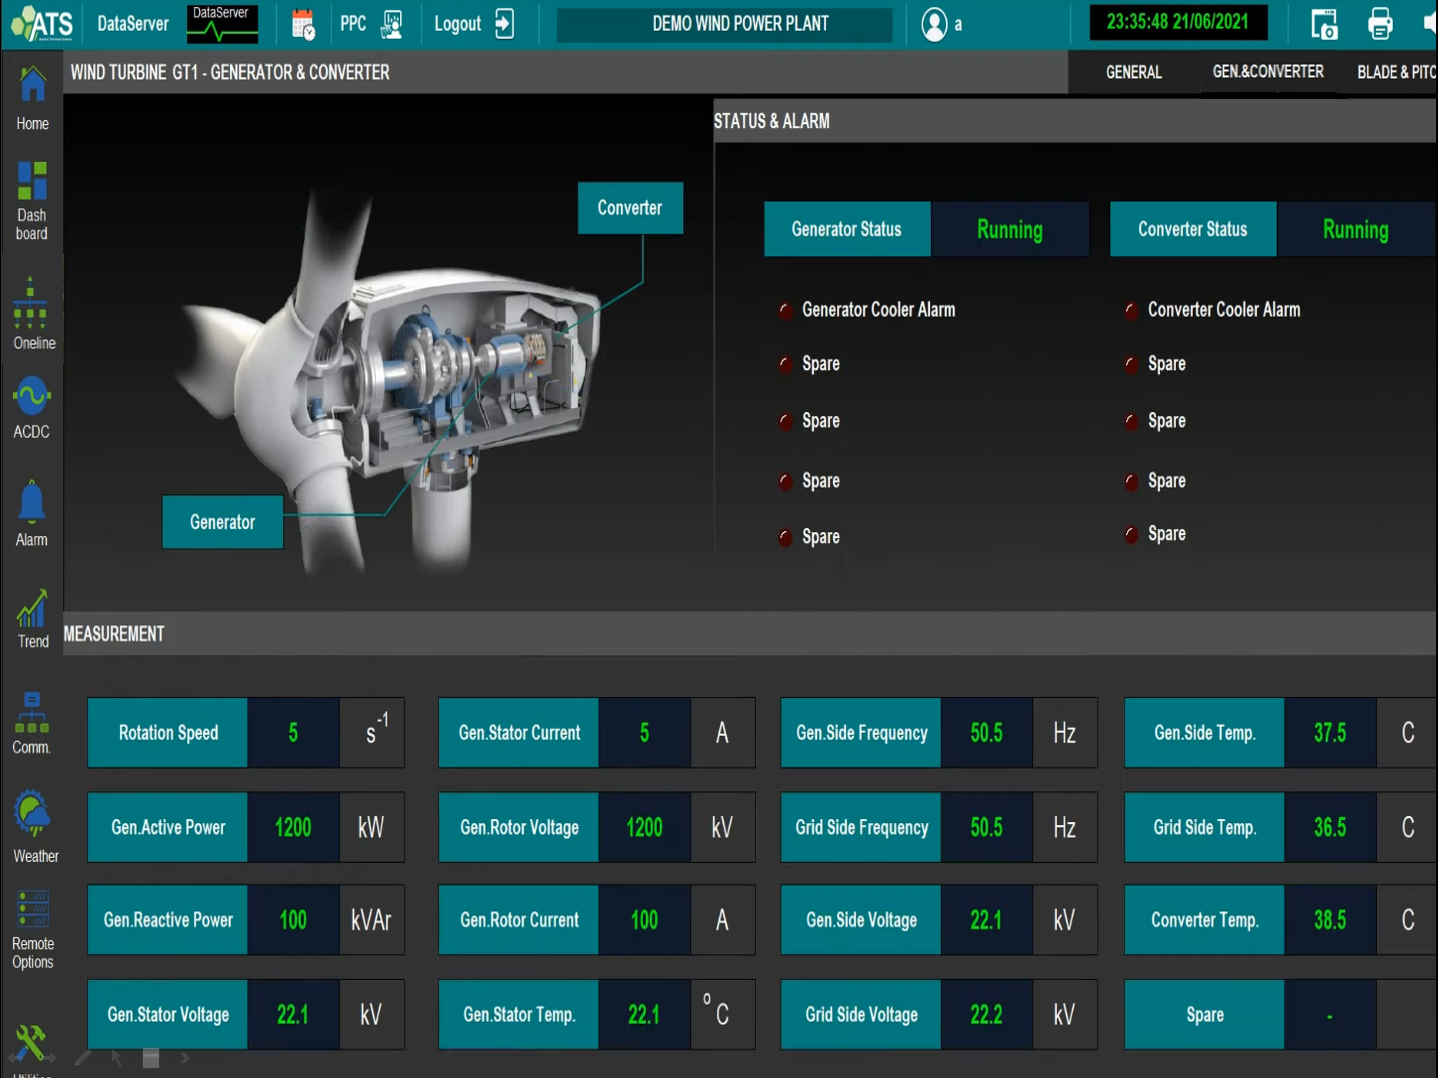 ATS DataServer DataServer PPC Logout DEMO WIND POWER PLANT a 23:35:48 21/06/2021
WIND TURBINE GT1 - GENERATOR & CONVERTER GENERAL GEN.&CONVERTER BLADE & PITC
Home
Dash
board
Oneline
ACDC
Alarm
Trend
Comm.
Weather
Remote
Options
Converter
Generator
STATUS & ALARM
Generator Status Running Converter Status Running
Generator Cooler Alarm Converter Cooler Alarm
Spare Spare
Spare Spare
Spare Spare
Spare Spare
MEASUREMENT
Rotation Speed 5 s-1 Gen.Stator Current 5 A Gen.Side Frequency 50.5 Hz Gen.Side Temp. 37.5 C
Gen.Active Power 1200 kW Gen.Rotor Voltage 1200 kV Grid Side Frequency 50.5 Hz Grid Side Temp. 36.5 C
Gen.Reactive Power 100 kVAr Gen.Rotor Current 100 A Gen.Side Voltage 22.1 kV Converter Temp. 38.5 C
Gen.Stator Voltage 22.1 kV Gen.Stator Temp. 22.1 °C Grid Side Voltage 22.2 kV Spare -